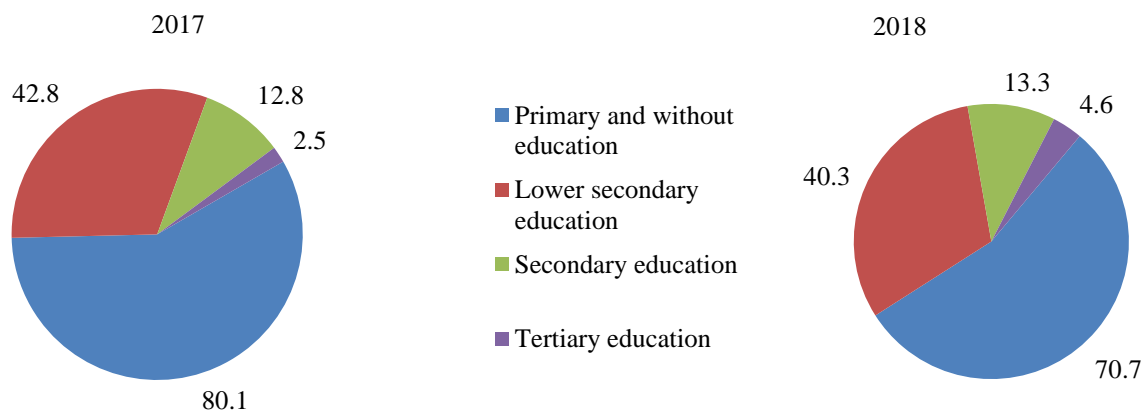 2017
42.8
12.8
2.5
80.1
Primary and without
education
Lower secondary
education
Secondary education
Tertiary education
2018
13.3
4.6
40.3
70.7